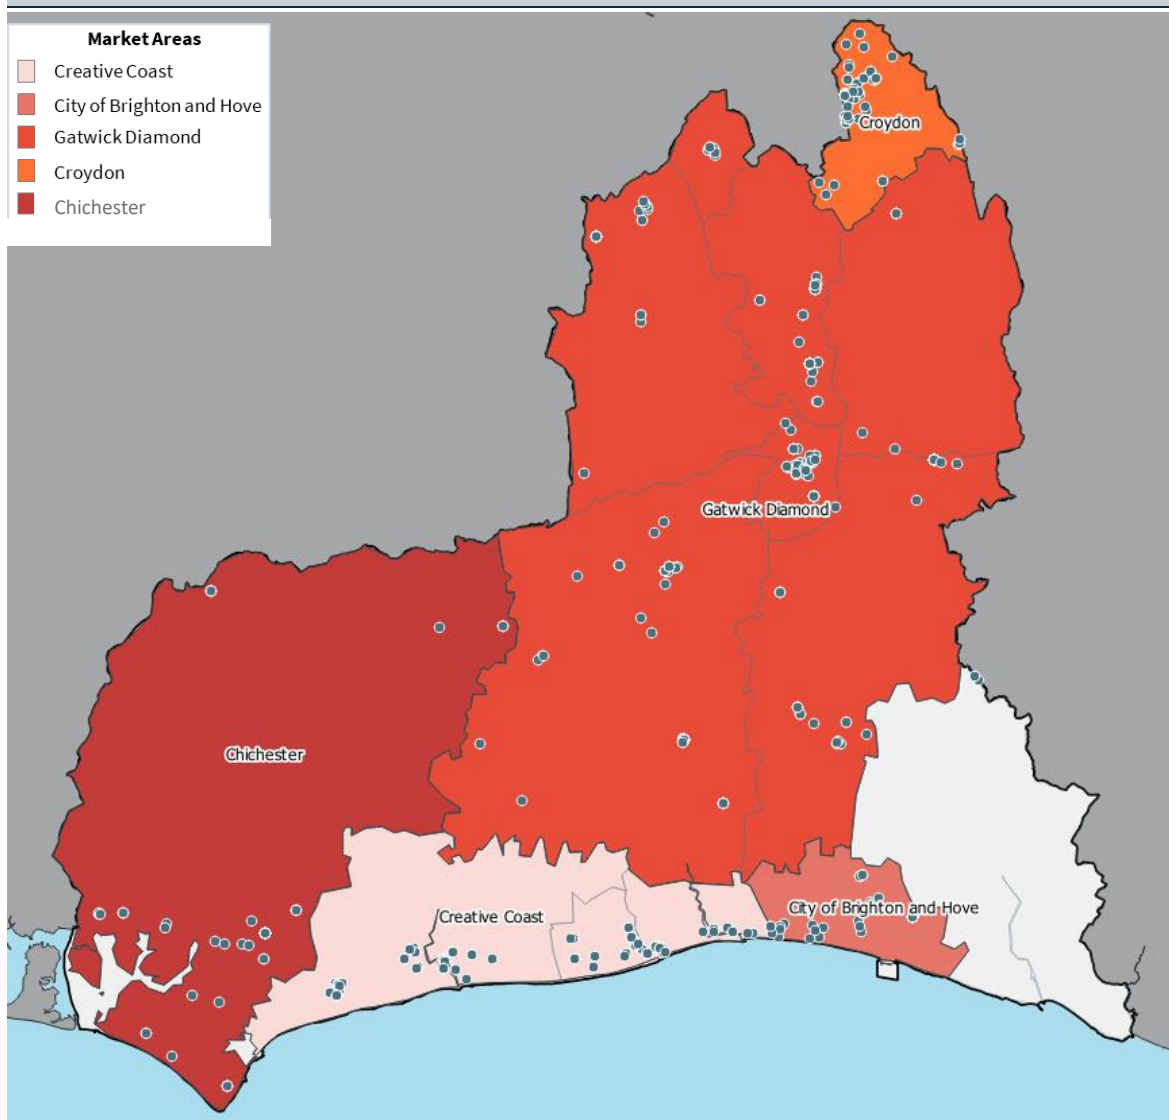 Market Areas
Creative Coast
City of Brighton and Hove
Gatwick Diamond
Croydon
Chichester
Croydon
Gatwick Diamond
Chichester
Creative Coast
City of Brighton and Hove